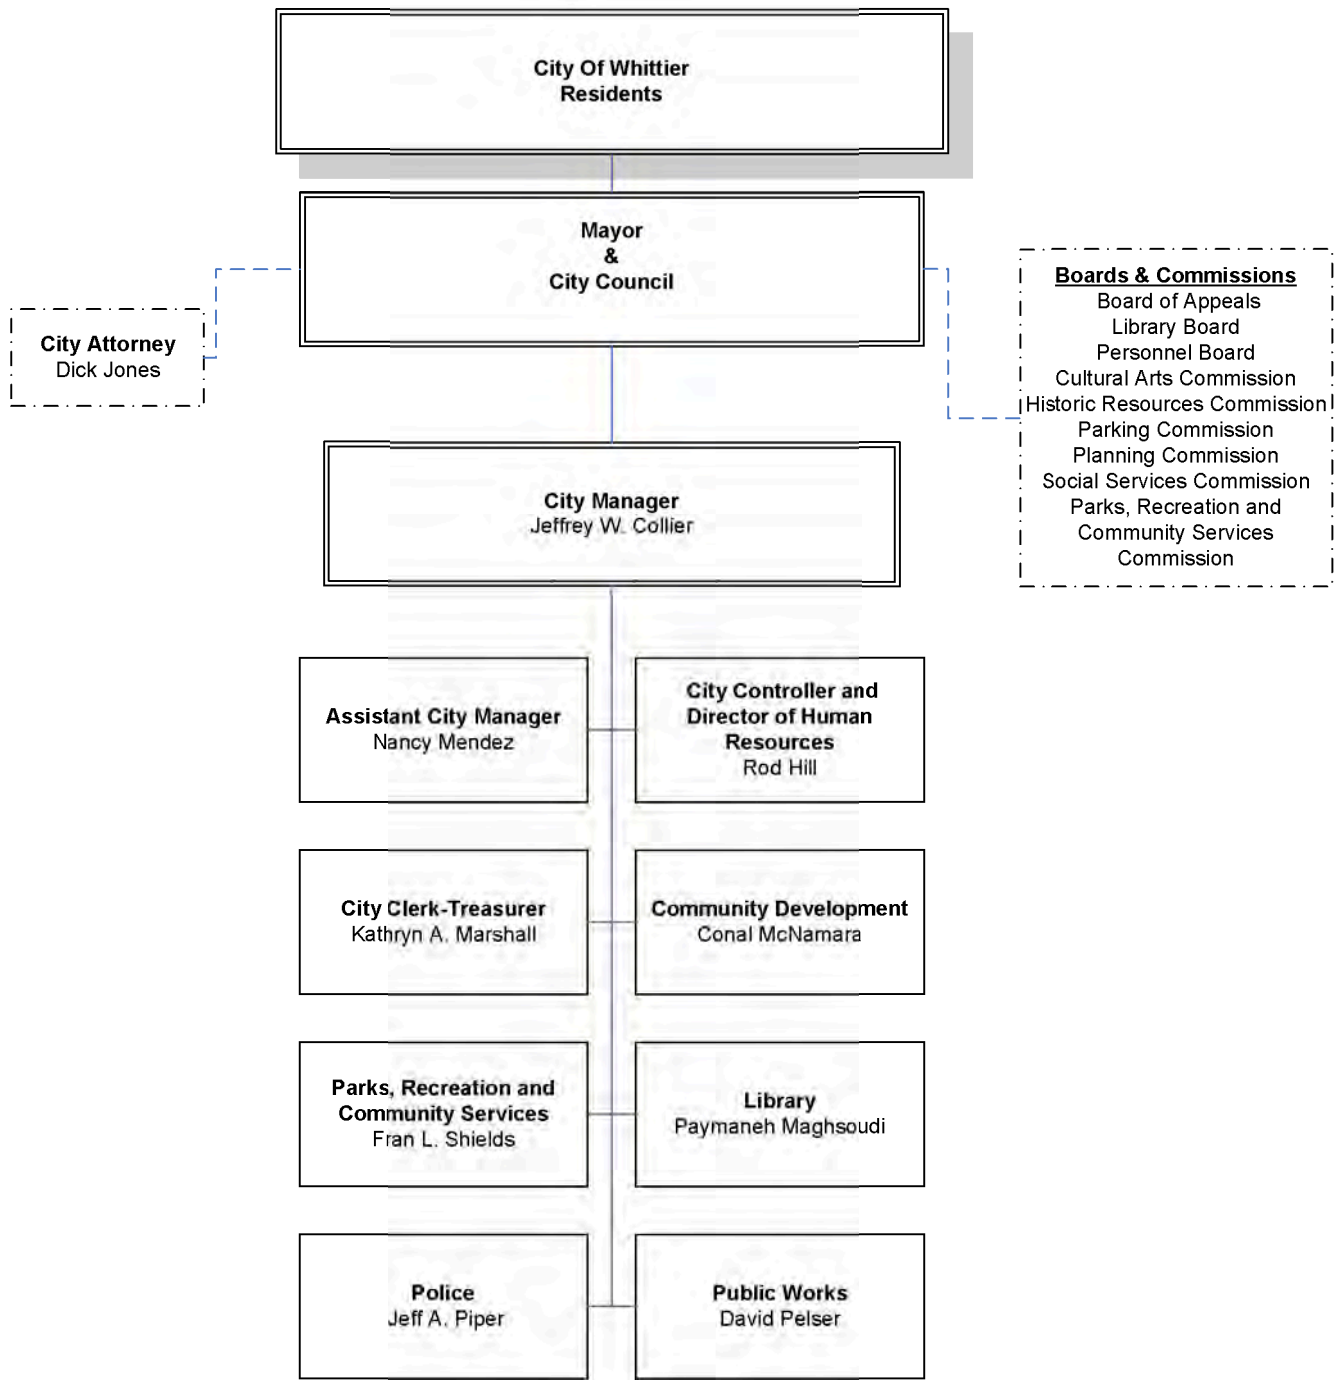 City Of Whittier
Residents
Mayor
&
City Council
City Attorney
Dick Jones
Boards & Commissions
Board of Appeals
Library Board
Personnel Board
Cultural Arts Commission
Historic Resources Commission
Parking Commission
Planning Commission
Social Services Commission
Parks, Recreation and
Community Services
Commission
City Manager
Jeffrey W. Collier
Assistant City Manager
Nancy Mendez
City Controller and
Director of Human
Resources
Rod Hill
City Clerk-Treasurer
Kathryn A. Marshall
Community Development
Conal McNamara
Parks, Recreation and
Community Services
Fran L. Shields
Library
Paymaneh Maghsoudi
Police
Jeff A. Piper
Public Works
David Pelser